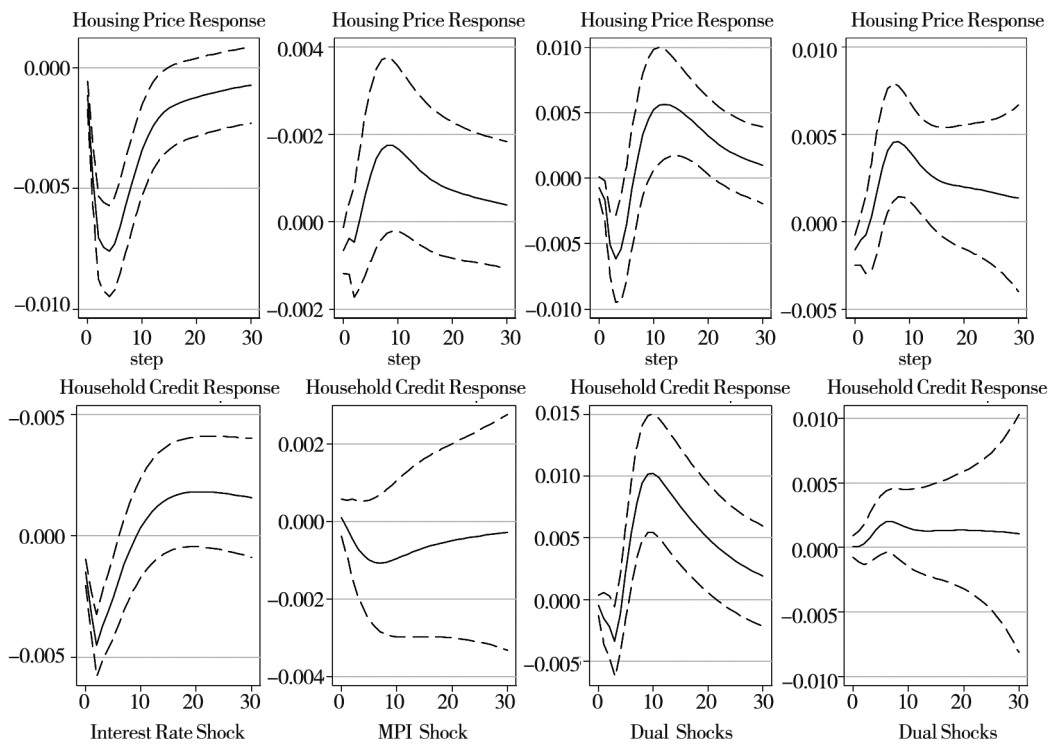 Housing Price Response
0.000
−0.005
−0.010
0 10 20 30
step
Housing Price Response
0.004
−0.002
0.000
−0.002
0 10 20 30
step
Housing Price Response
0.010
0.005
0.000
−0.005
−0.010
0 10 20 30
step
Housing Price Response
0.010
0.005
0.000
−0.005
0 10 20 30
step
Household Credit Response
−0.005
0.000
−0.005
0 10 20 30
Interest Rate Shock
Household Credit Response
0.002
0.000
−0.002
−0.004
0 10 20 30
MPI Shock
Household Credit Response
0.015
0.010
0.005
0.000
−0.005
0 10 20 30
Dual Shocks
Household Credit Response
0.010
0.005
0.000
−0.005
−0.010
0 10 20 30
Dual Shocks